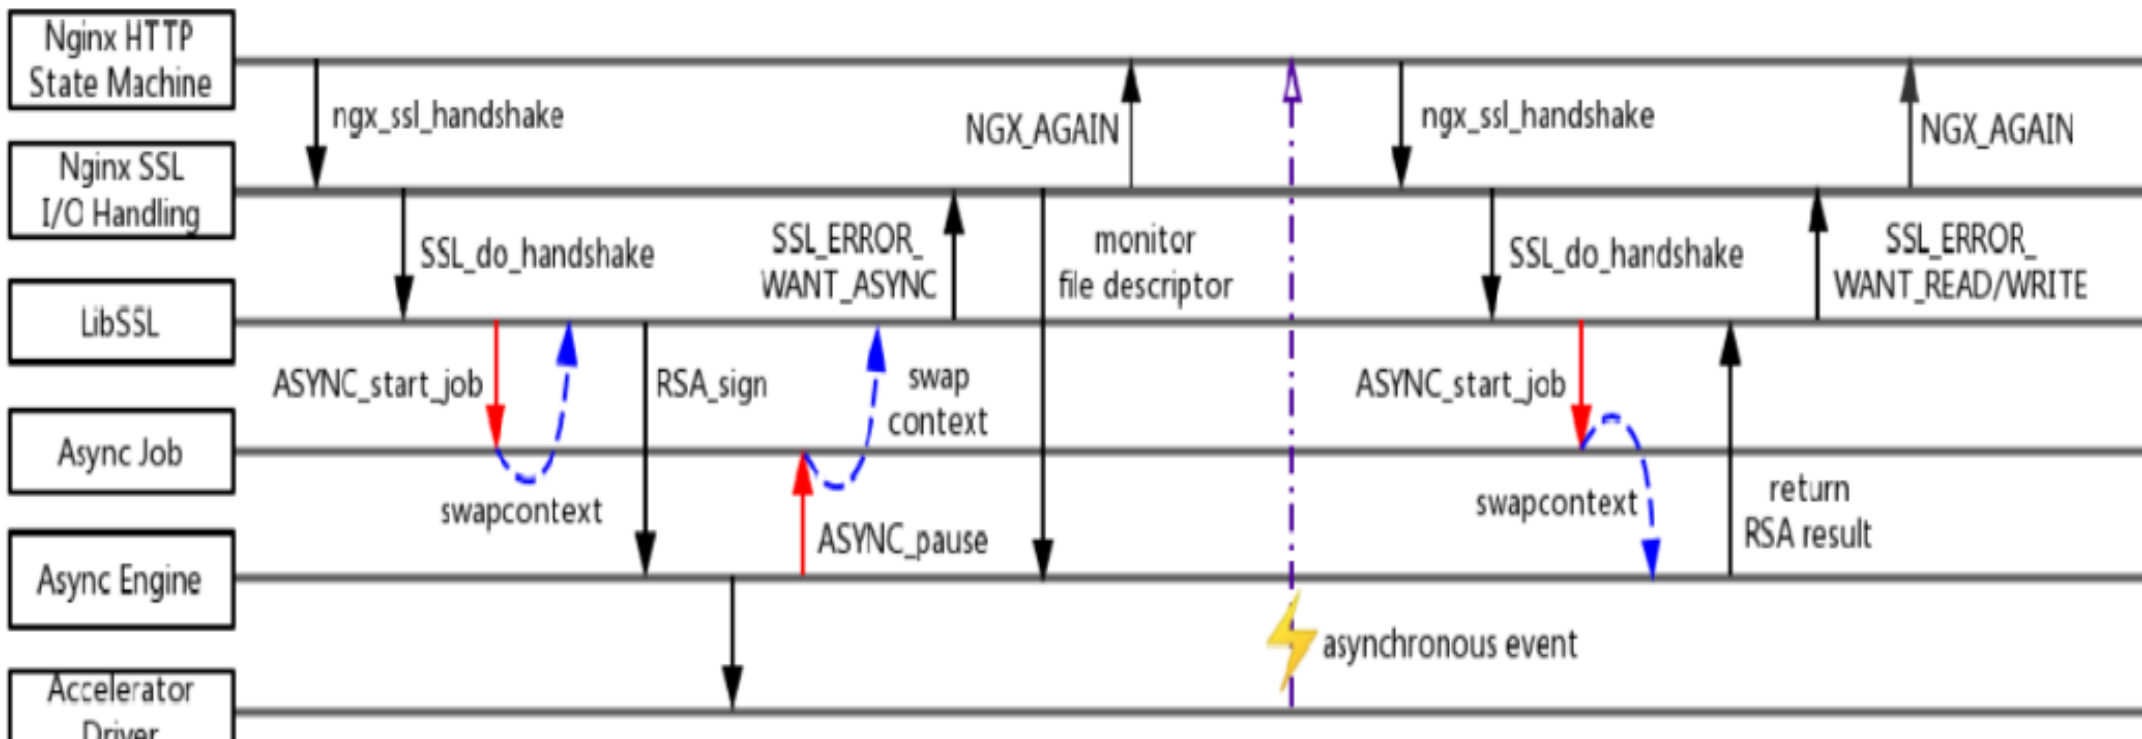 Nginx HTTP
State Machine
ngx_ssl_handshake
NGX_AGAIN
ngx_ssl_handshake
NGX_AGAIN
Nginx SSL
I/O Handling
SSL_do_handshake
SSL_ERROR_
WANT_ASYNC
monitor
file descriptor
SSL_do_handshake
SSL_ERROR_
WANT_READ/WRITE
LibSSL
ASYNC_start_job
RSA_sign
swap
context
ASYNC_start_job
Async Job
swapcontext
ASYNC_pause
swapcontext
return
RSA result
Async Engine
asynchronous event
Accelerator
Driver